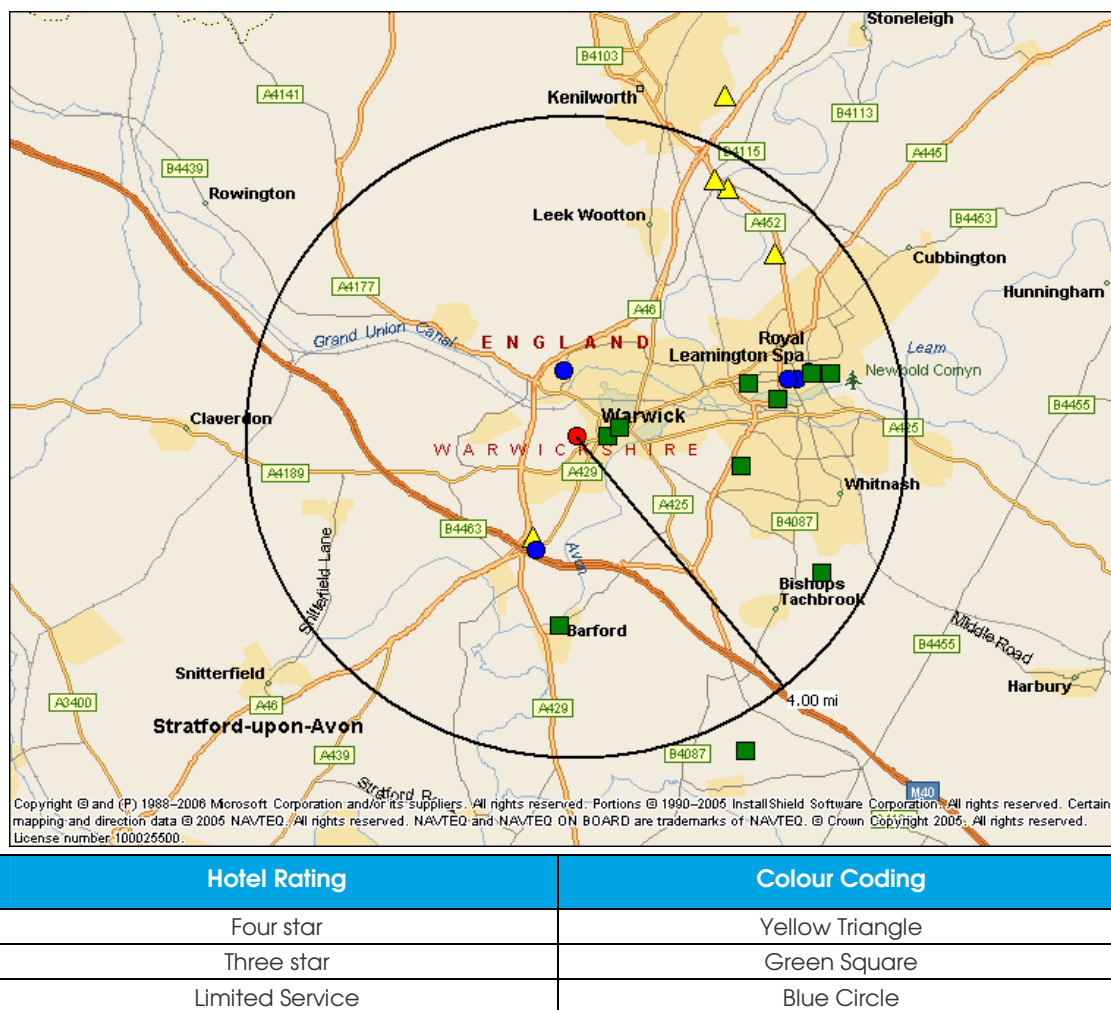 Stoneleigh
B4103
A4141
Kenilworth
B4113
B4115
A445
B4439
Rowington
Leek Wootton
A452
B4453
Cubbington
A4177
Hunningham
A46
Grand Union Canal
ENGLAND
Royal
Leamington Spa
Leam
Newbold Comyn
Claverdon
Warwick
B4455
A425
WARWICKSHIRE
A4189
A429
Whitnash
A425
B4463
B4087
Snitterfield Lane
Avon
Bishops
Tachbrook
Barford
Middle Road
B4455
Snitterfield
Harbury
A3400
A46
4.00 mi
A429
Stratford-upon-Avon
A439
B4087
M40
Copyright © and (P) 1988–2006 Microsoft Corporation and/or its suppliers. All rights reserved. Portions © 1990–2005 InstallShield Software Corporation. All rights reserved. Certain
mapping and direction data © 2005 NAVTEQ. All rights reserved. NAVTEQ and NAVTEQ ON BOARD are trademarks of NAVTEQ. © Crown Copyright 2005. All rights reserved.
License number 100025500.
Hotel Rating Colour Coding
Four star Yellow Triangle
Three star Green Square
Limited Service Blue Circle